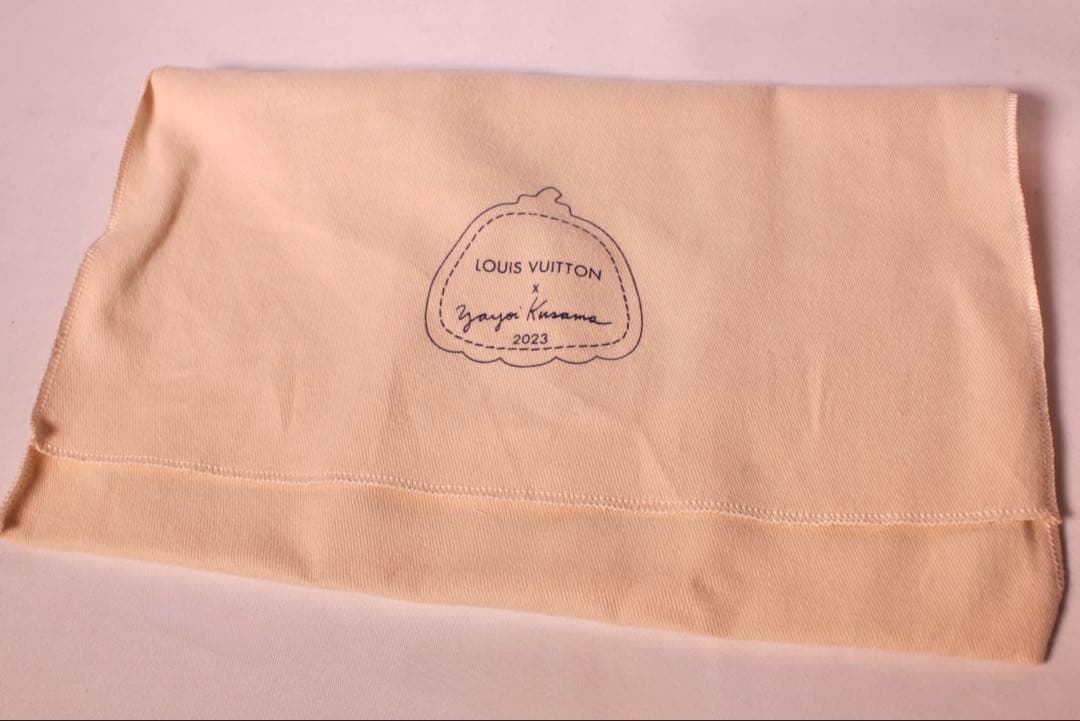 LOUIS VUITTON
x
Yayoi Kusama
2023